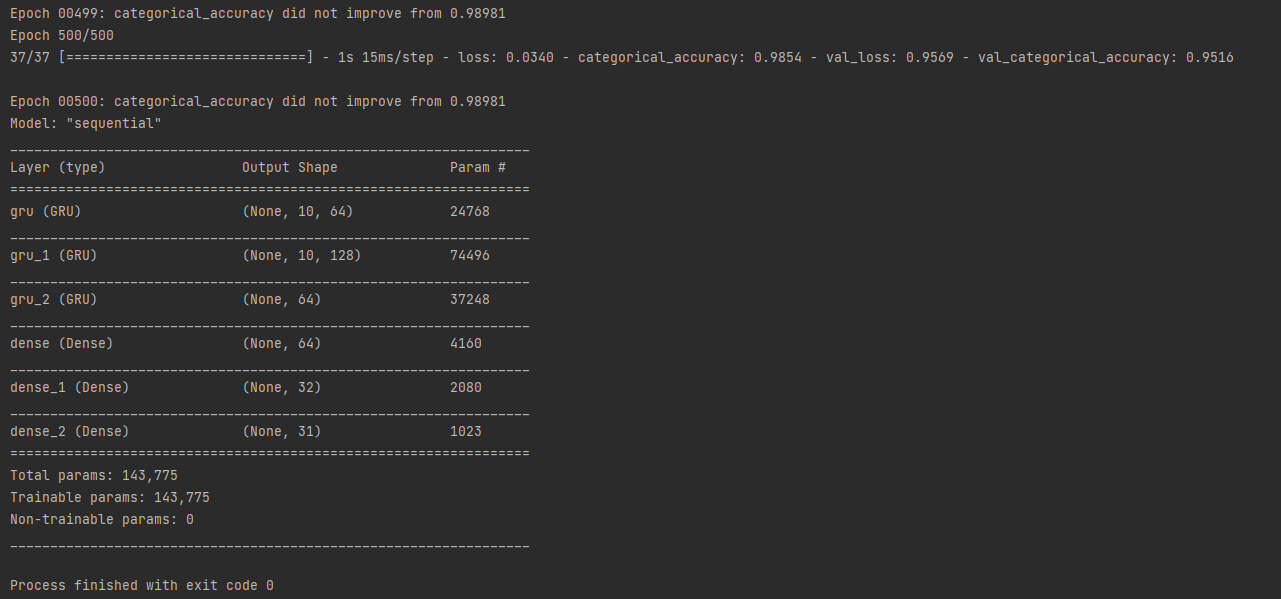 Epoch 00499: categorical_accuracy did not improve from 0.98981
Epoch 500/500
37/37 [==============================] - 1s 15ms/step - loss: 0.0340 - categorical_accuracy: 0.9854 - val_loss: 0.9569 - val_categorical_accuracy: 0.9516
Epoch 00500: categorical_accuracy did not improve from 0.98981
Model: "sequential"
_________________________________________________________________
Layer (type)                 Output Shape              Param #
=================================================================
gru (GRU)                    (None, 10, 64)            24768
_________________________________________________________________
gru_1 (GRU)                  (None, 10, 128)           74496
_________________________________________________________________
gru_2 (GRU)                  (None, 64)                37248
_________________________________________________________________
dense (Dense)                (None, 64)                4160
_________________________________________________________________
dense_1 (Dense)              (None, 32)                2080
_________________________________________________________________
dense_2 (Dense)              (None, 31)                1023
=================================================================
Total params: 143,775
Trainable params: 143,775
Non-trainable params: 0
_________________________________________________________________
Process finished with exit code 0